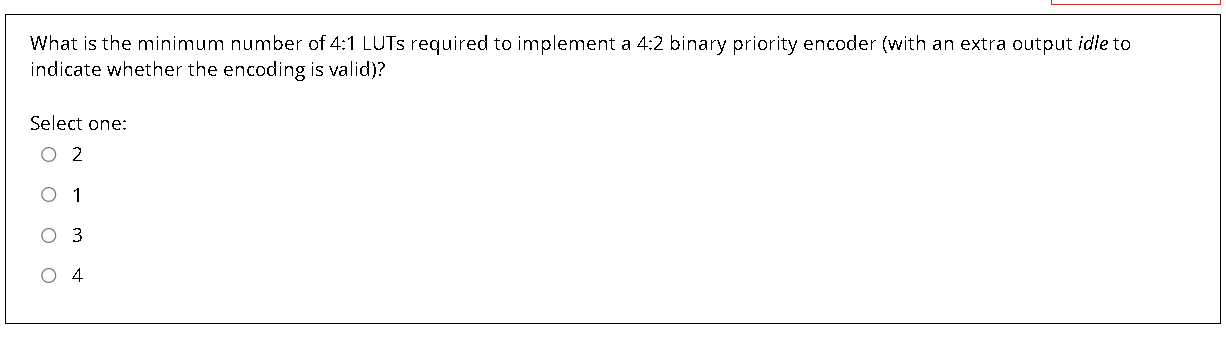 What is the minimum number of 4:1 LUTs required to implement a 4:2 binary priority encoder (with an extra output idle to
indicate whether the encoding is valid)?
Select one:
2
1
3
4